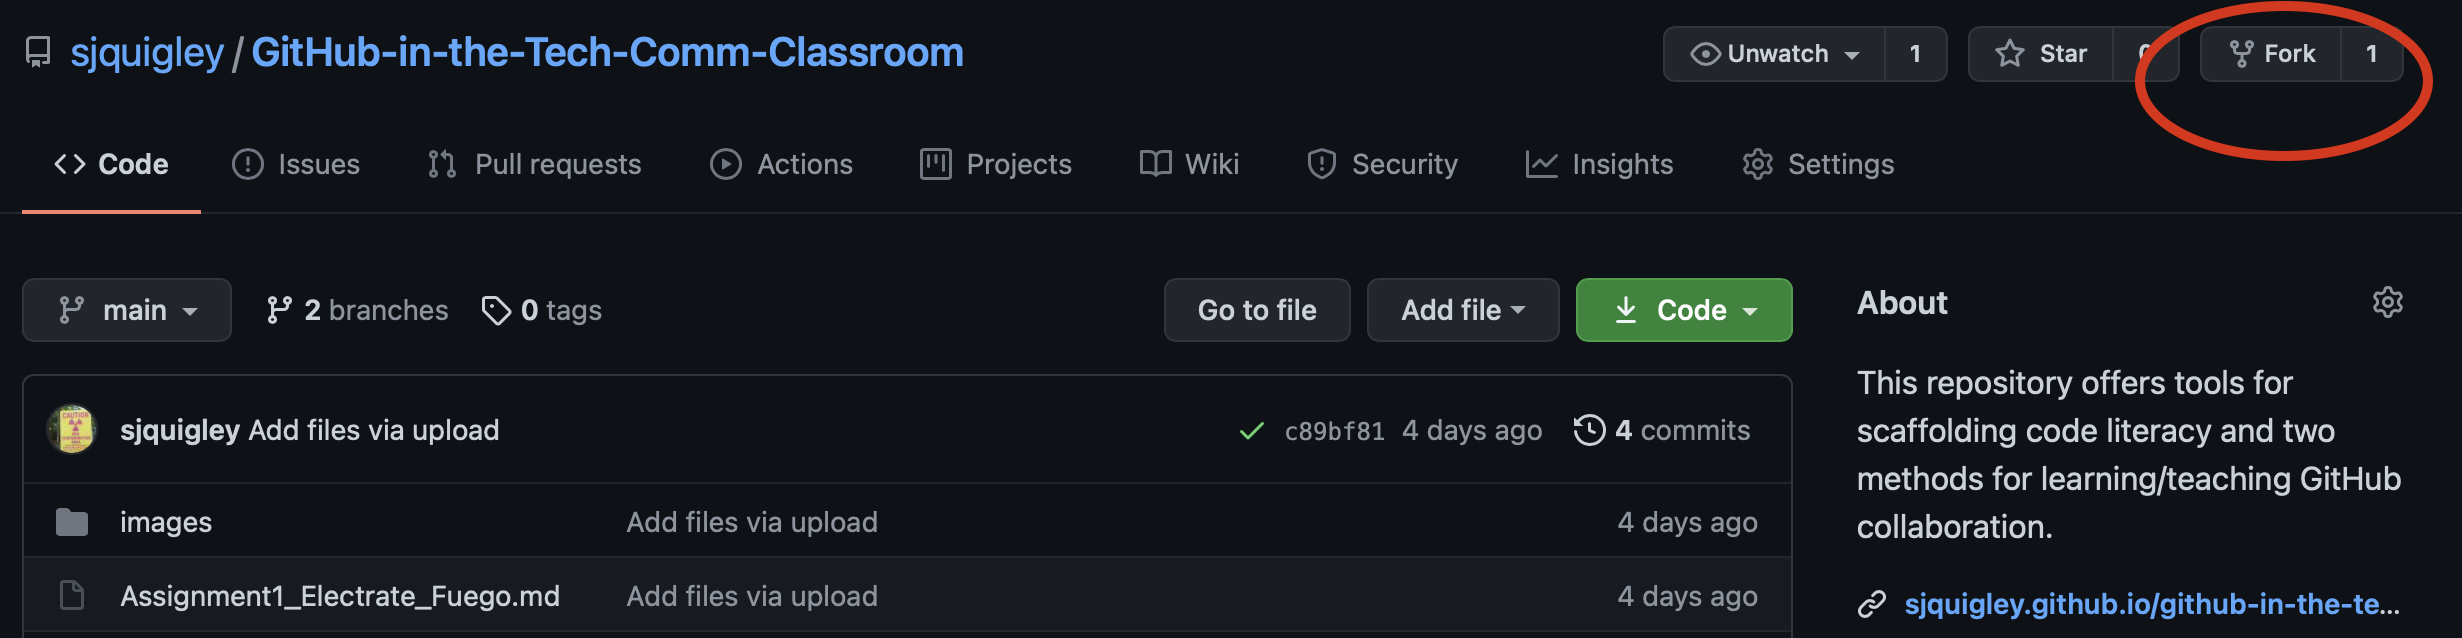 sjquigley / GitHub-in-the-Tech-Comm-Classroom
Unwatch 1
Star
Fork 1
Code
Issues
Pull requests
Actions
Projects
Wiki
Security
Insights
Settings
main
2 branches
0 tags
Go to file
Add file
Code
sjquigley Add files via upload
c89bf81 4 days ago
4 commits
images Add files via upload 4 days ago
Assignment1_Electrate_Fuego.md Add files via upload 4 days ago
About
This repository offers tools for
scaffolding code literacy and two
methods for learning/teaching GitHub
collaboration.
sjquigley.github.io/github-in-the-te...